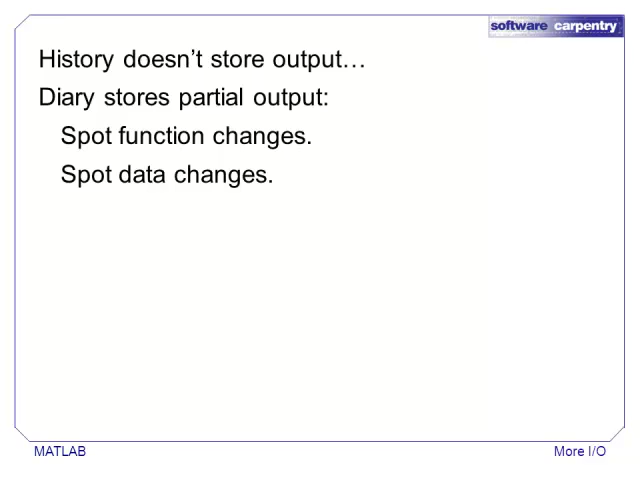 software carpentry
History doesn’t store output…
Diary stores partial output:
Spot function changes.
Spot data changes.
MATLAB
More I/O